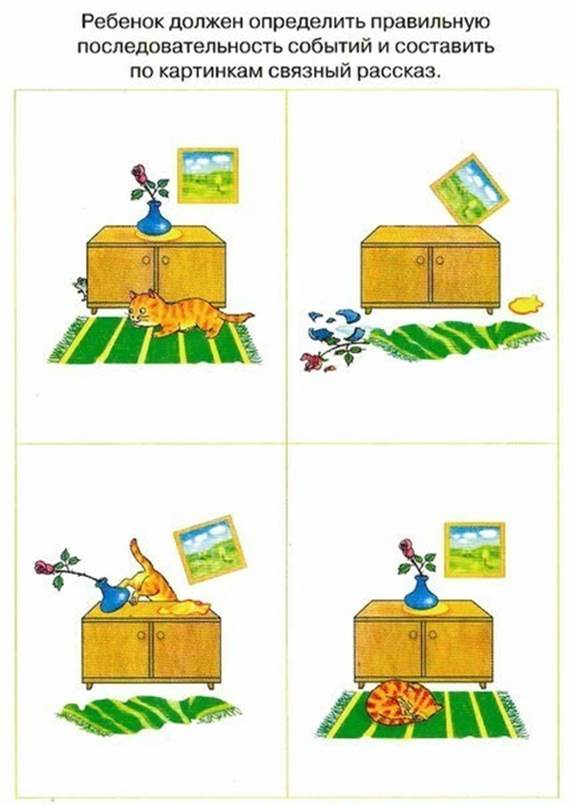 Ребенок должен определить правильную
последовательность событий и составить
по картинкам связный рассказ.